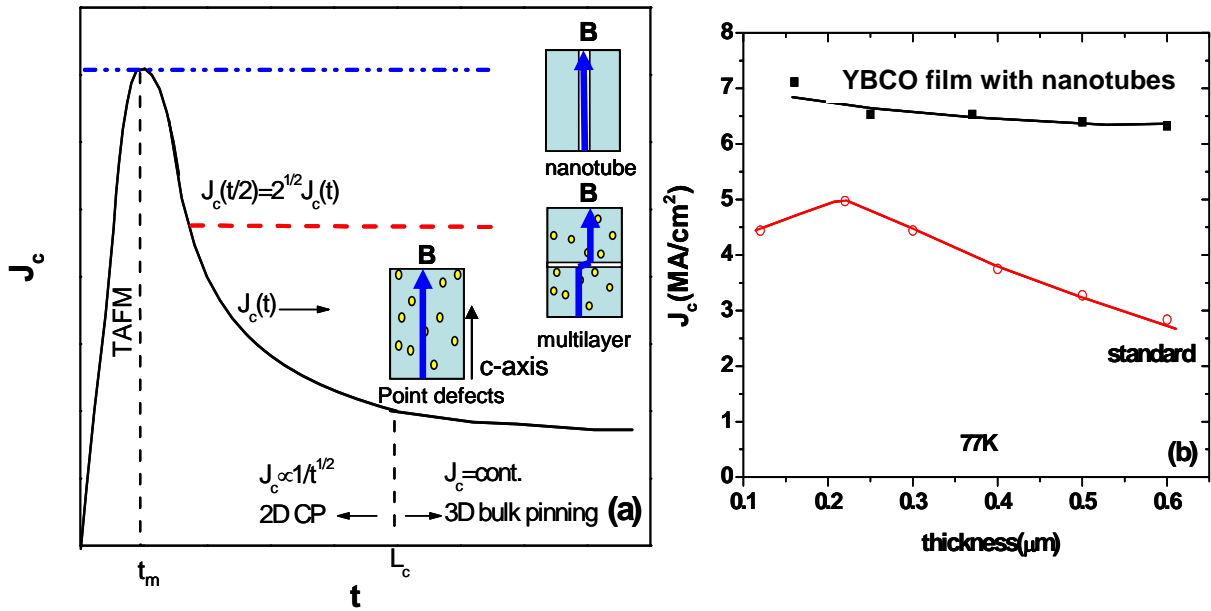 B
nanotube
B
multilayer
J_c(t/2)=2^{1/2}J_c(t)
B
J_c(t)
c-axis
Point defects
TAFM
J_c∝1/t^{1/2}
2D CP
J_c=cont.
3D bulk pinning
(a)
J_c
t_m
L_c
t
8
7
6
5
4
3
2
1
0
YBCO film with nanotubes
standard
77K
(b)
J_c(MA/cm²)
0.1 0.2 0.3 0.4 0.5 0.6
thickness(μm)